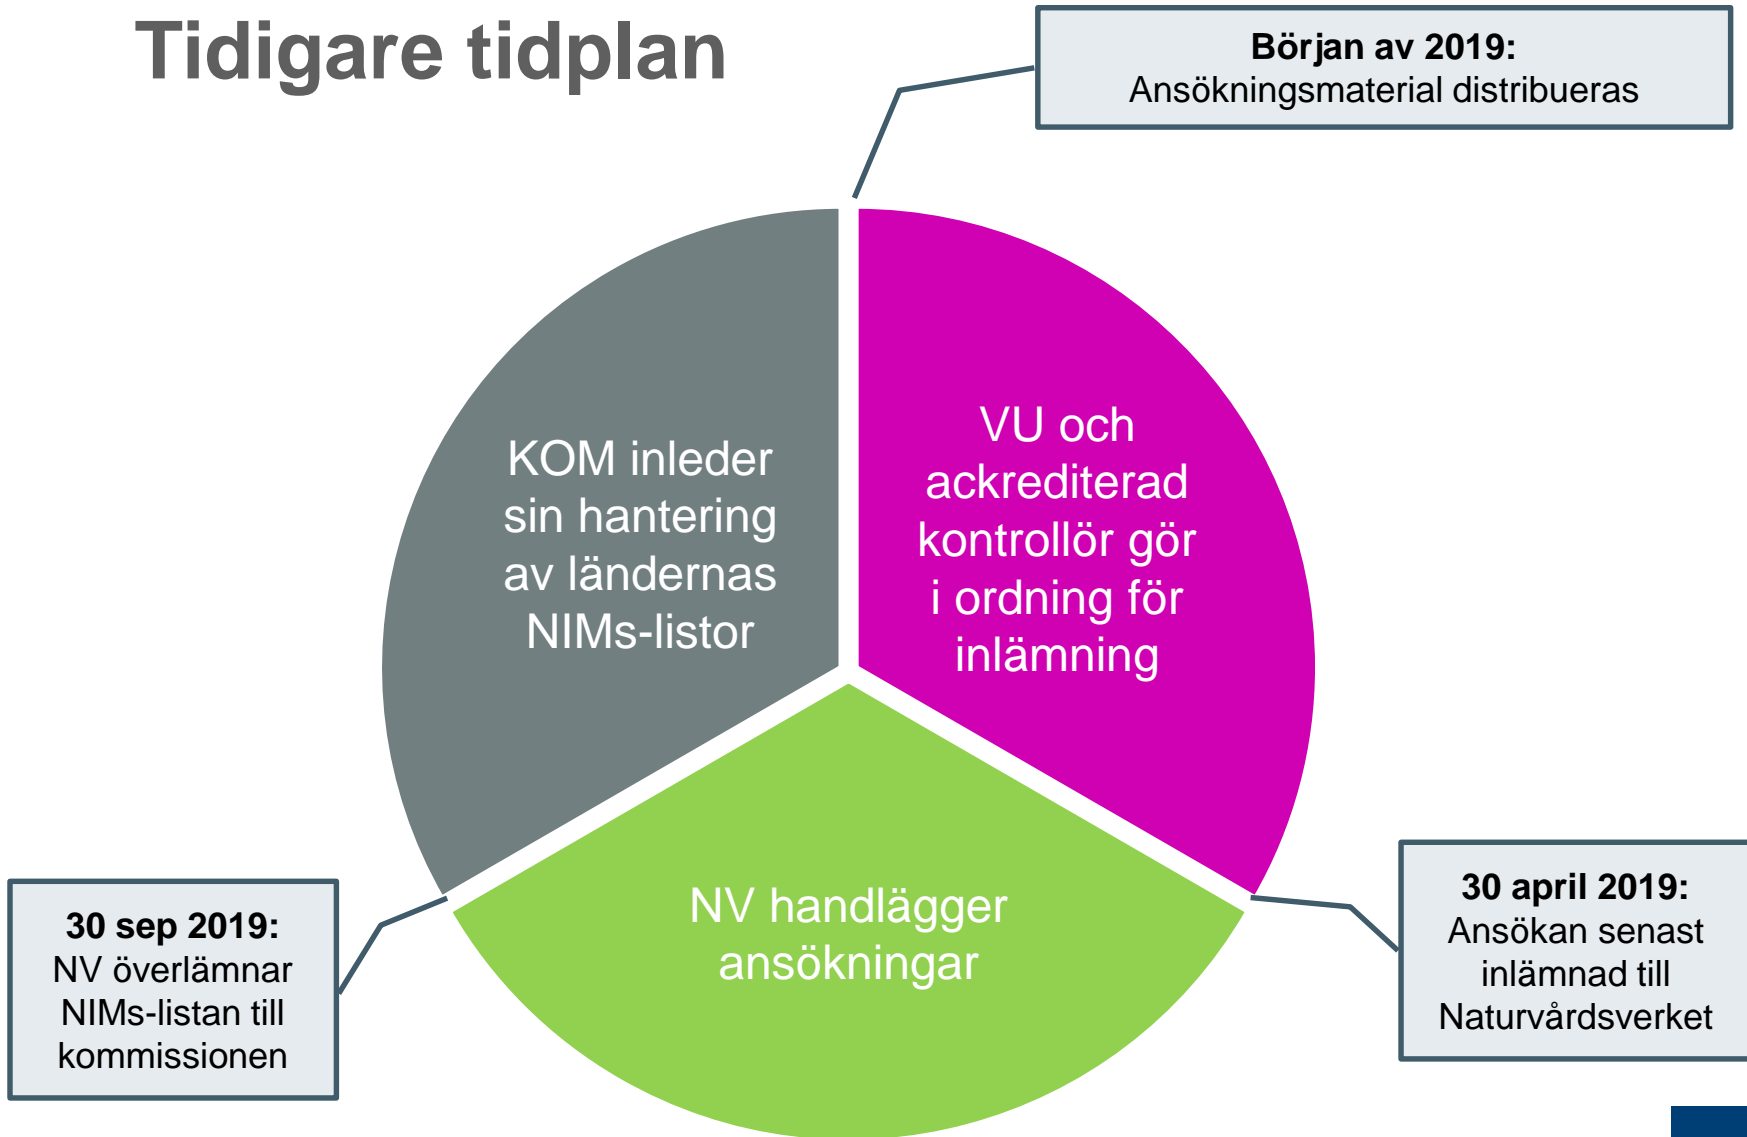 Tidigare tidplan
Början av 2019:
Ansökningsmaterial distribueras
VU och
ackrediterad
kontrollör gör
i ordning för
inlämning
KOM inleder
sin hantering
av ländernas
NIMs-listor
NV handlägger
ansökningar
30 april 2019:
Ansökan senast
inlämnad till
Naturvårdsverket
30 sep 2019:
NV överlämnar
NIMs-listan till
kommissionen